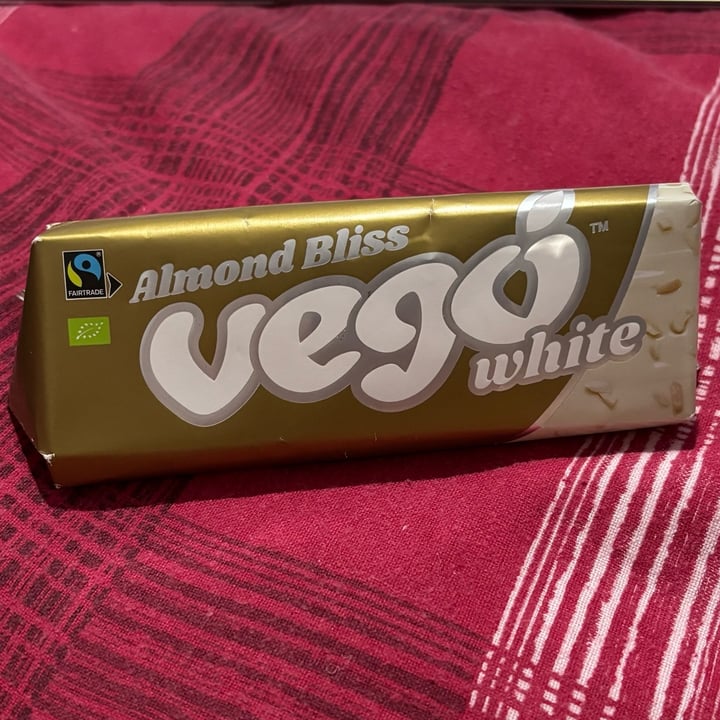 Almond Bliss
vego
TM
white
FAIRTRADE